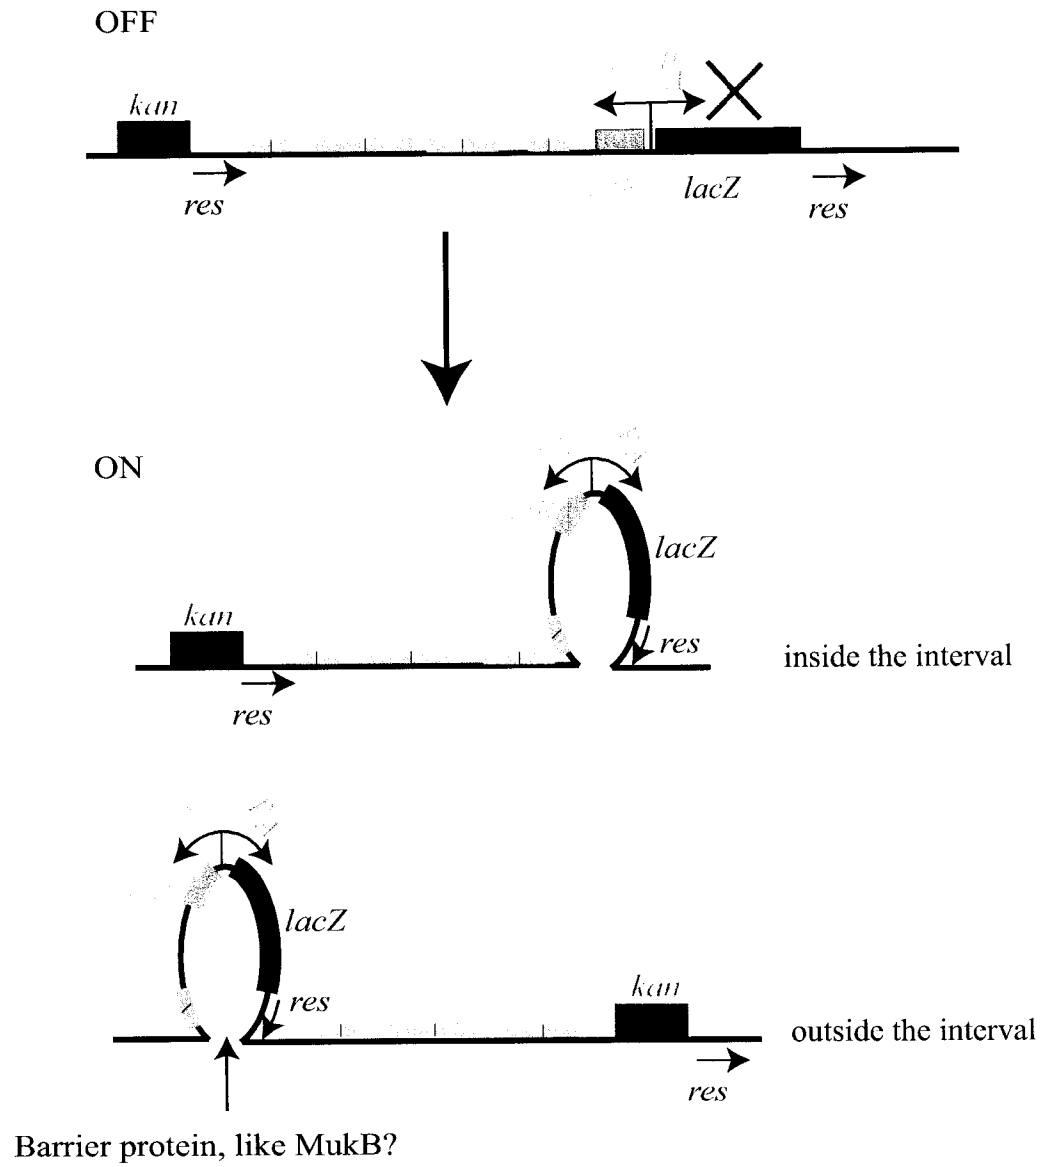 OFF
kan
res
lacZ
res
ON
lacZ
kan
res
inside the interval
res
lacZ
res
kan
outside the interval
res
Barrier protein, like MukB?